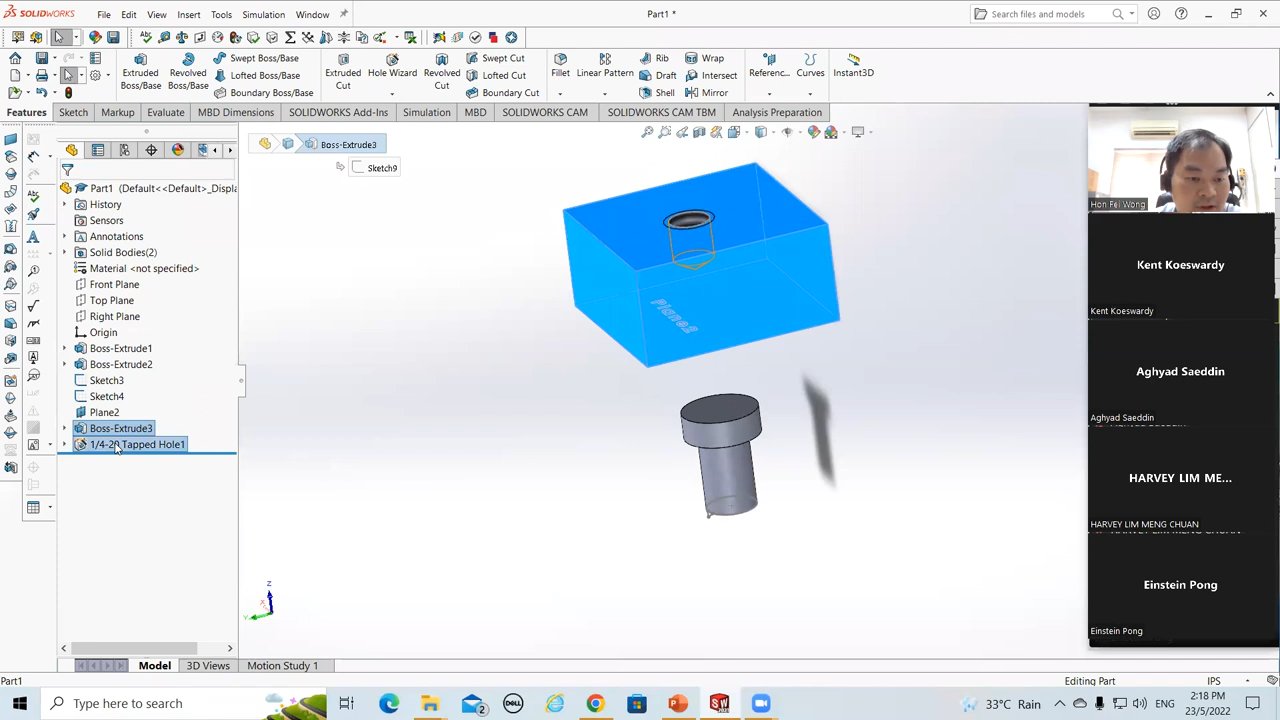 SOLIDWORKS
File
Edit
View
Insert
Tools
Simulation
Window
Part1 *
Search files and models
Extruded Boss/Base
Revolved Boss/Base
Swept Boss/Base
Lofted Boss/Base
Boundary Boss/Base
Extruded Cut
Hole Wizard
Revolved Cut
Swept Cut
Lofted Cut
Boundary Cut
Fillet
Linear Pattern
Rib
Draft
Shell
Wrap
Intersect
Mirror
Referenc...
Curves
Instant3D
Features
Sketch
Markup
Evaluate
MBD Dimensions
SOLIDWORKS Add-Ins
Simulation
MBD
SOLIDWORKS CAM
SOLIDWORKS CAM TBM
Analysis Preparation
Boss-Extrude3
Sketch9
Part1 (Default<<Default>_Displa
History
Sensors
Annotations
Solid Bodies(2)
Material <not specified>
Front Plane
Top Plane
Right Plane
Origin
Boss-Extrude1
Boss-Extrude2
Sketch3
Sketch4
Plane2
Boss-Extrude3
1/4-20 Tapped Hole1
Plane2
Z
Y
X
Hon Fei Wong
Kent Koeswardy
Kent Koeswardy
Aghyad Saeddin
Aghyad Saeddin
HARVEY LIM ME...
HARVEY LIM MENG CHUAN
Einstein Pong
Einstein Pong
Model
3D Views
Motion Study 1
Part1
Editing Part
IPS
Type here to search
33°C Rain
ENG
2:18 PM
23/5/2022